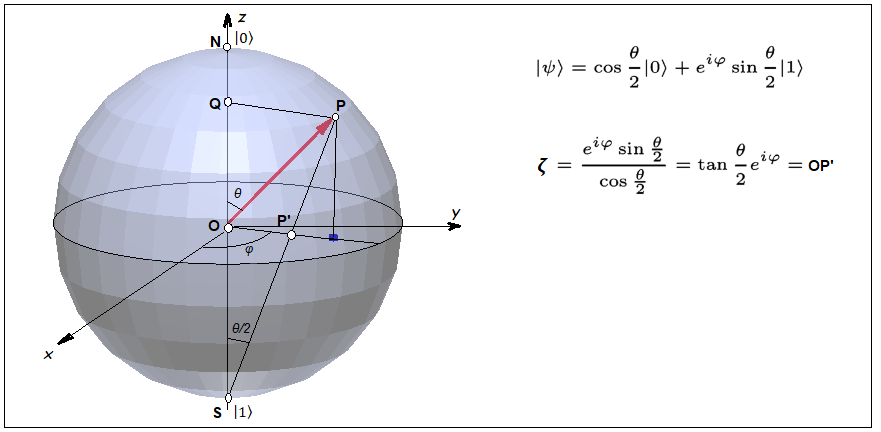 z
N |0⟩
Q
P
θ
O
P'
y
φ
x
θ/2
S |1⟩
|ψ⟩ = cos θ/2 |0⟩ + e^{iφ} sin θ/2 |1⟩
ζ = (e^{iφ} sin θ/2) / (cos θ/2) = tan θ/2 e^{iφ} = OP'